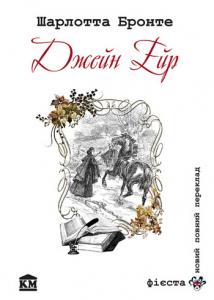 Шарлотта Бронте
Джейн Ейр
новий повний переклад
фієста
КМ